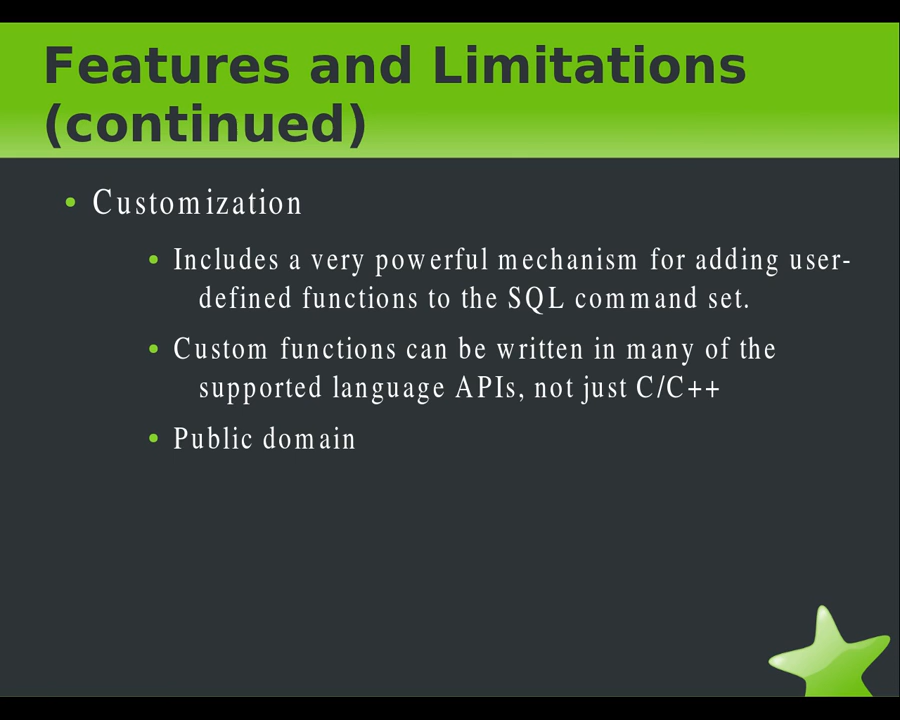 Features and Limitations
(continued)
• Customization
• Includes a very powerful mechanism for adding user-
defined functions to the SQL command set.
• Custom functions can be written in many of the
supported language APIs, not just C/C++
• Public domain